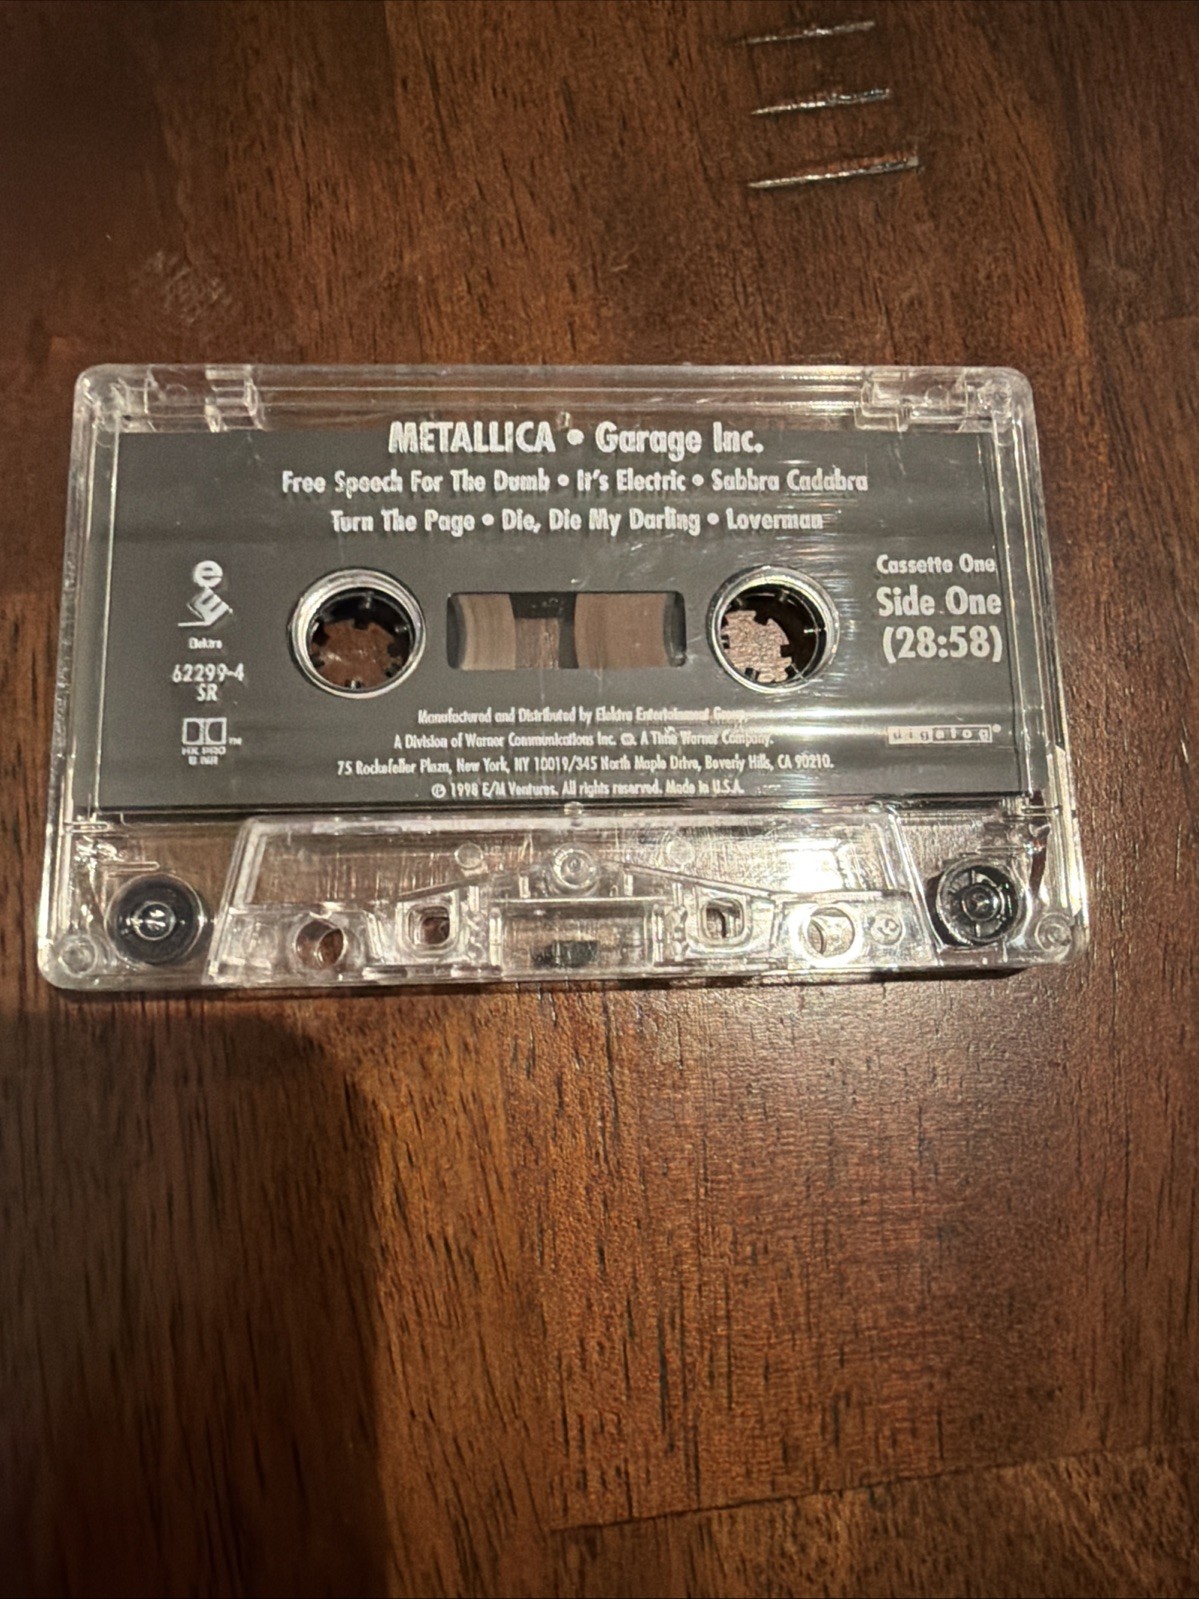 METALLICA • Garage Inc.
Free Speech For The Dumb • It's Electric • Sabbra Cadabra
Turn The Page • Die, Die My Darling • Loverman
Cassette One
Side One
(28:58)
Elektra
62299-4
SR
HX PRO
B NR
TM
digalog®
Manufactured and Distributed by Elektra Entertainment Group,
A Division of Warner Communications Inc. A Time Warner Company.
75 Rockefeller Plaza, New York, NY 10019/345 North Maple Drive, Beverly Hills, CA 90210.
℗ 1998 E/M Ventures. All rights reserved. Made in U.S.A.